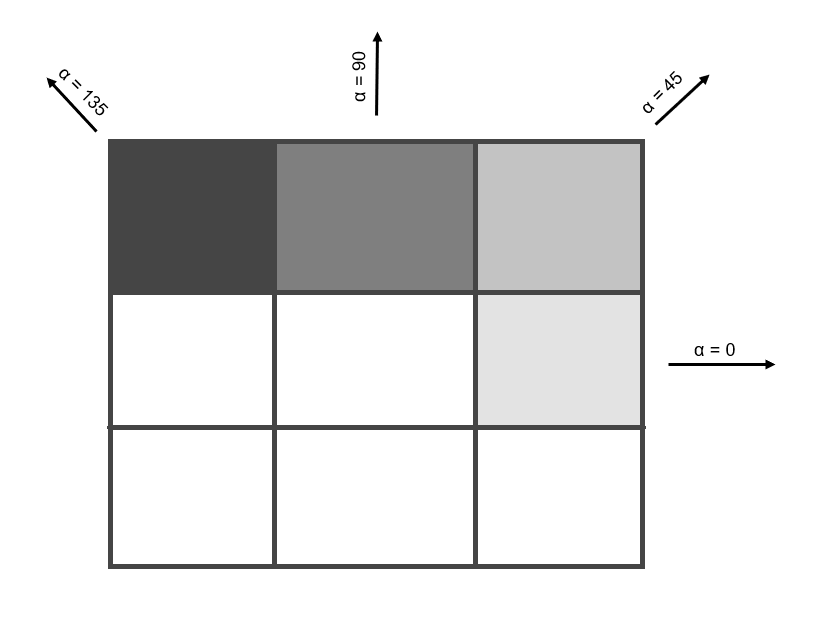 α = 135
α = 90
α = 45
α = 0